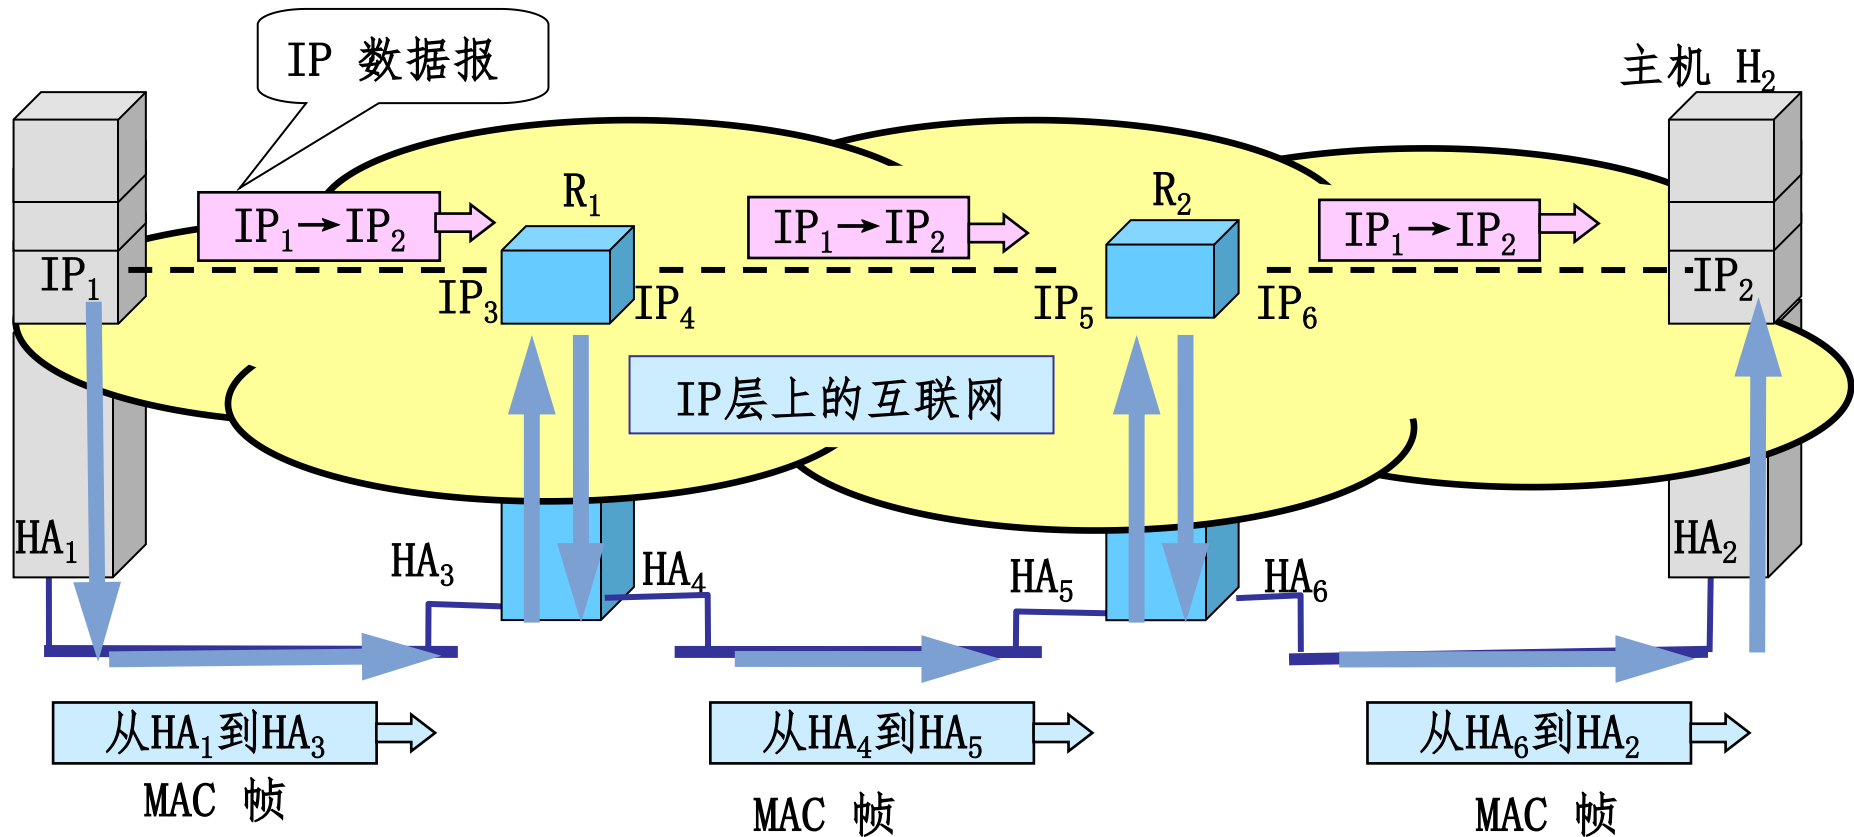 IP 数据报
主机 H₂
R₁
R₂
IP₁→IP₂
IP₁→IP₂
IP₁→IP₂
IP₁
IP₃
IP₄
IP₅
IP₆
IP₂
IP层上的互联网
HA₁
HA₃
HA₄
HA₅
HA₆
HA₂
从HA₁到HA₃
从HA₄到HA₅
从HA₆到HA₂
MAC 帧
MAC 帧
MAC 帧